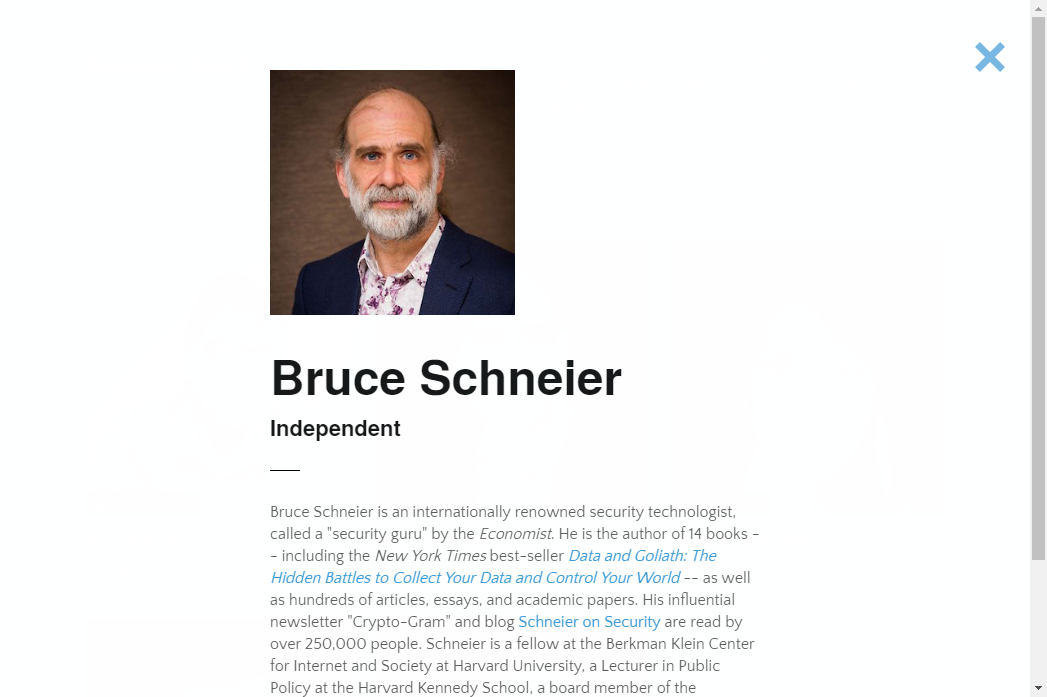 Bruce Schneier
Independent
Bruce Schneier is an internationally renowned security technologist,
called a "security guru" by the Economist. He is the author of 14 books -
- including the New York Times best-seller Data and Goliath: The
Hidden Battles to Collect Your Data and Control Your World -- as well
as hundreds of articles, essays, and academic papers. His influential
newsletter "Crypto-Gram" and blog Schneier on Security are read by
over 250,000 people. Schneier is a fellow at the Berkman Klein Center
for Internet and Society at Harvard University, a Lecturer in Public
Policy at the Harvard Kennedy School, a board member of the